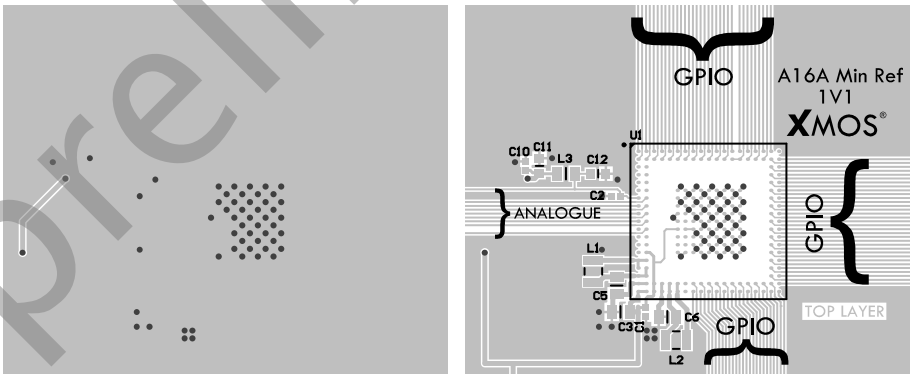 preli
GPIO
A16A Min Ref
1V1
XMOS®
U1
C10 C11 L3 C12
C2
ANALOGUE
GPIO
L1
C5
C3
C6
L2
GPIO
TOP LAYER